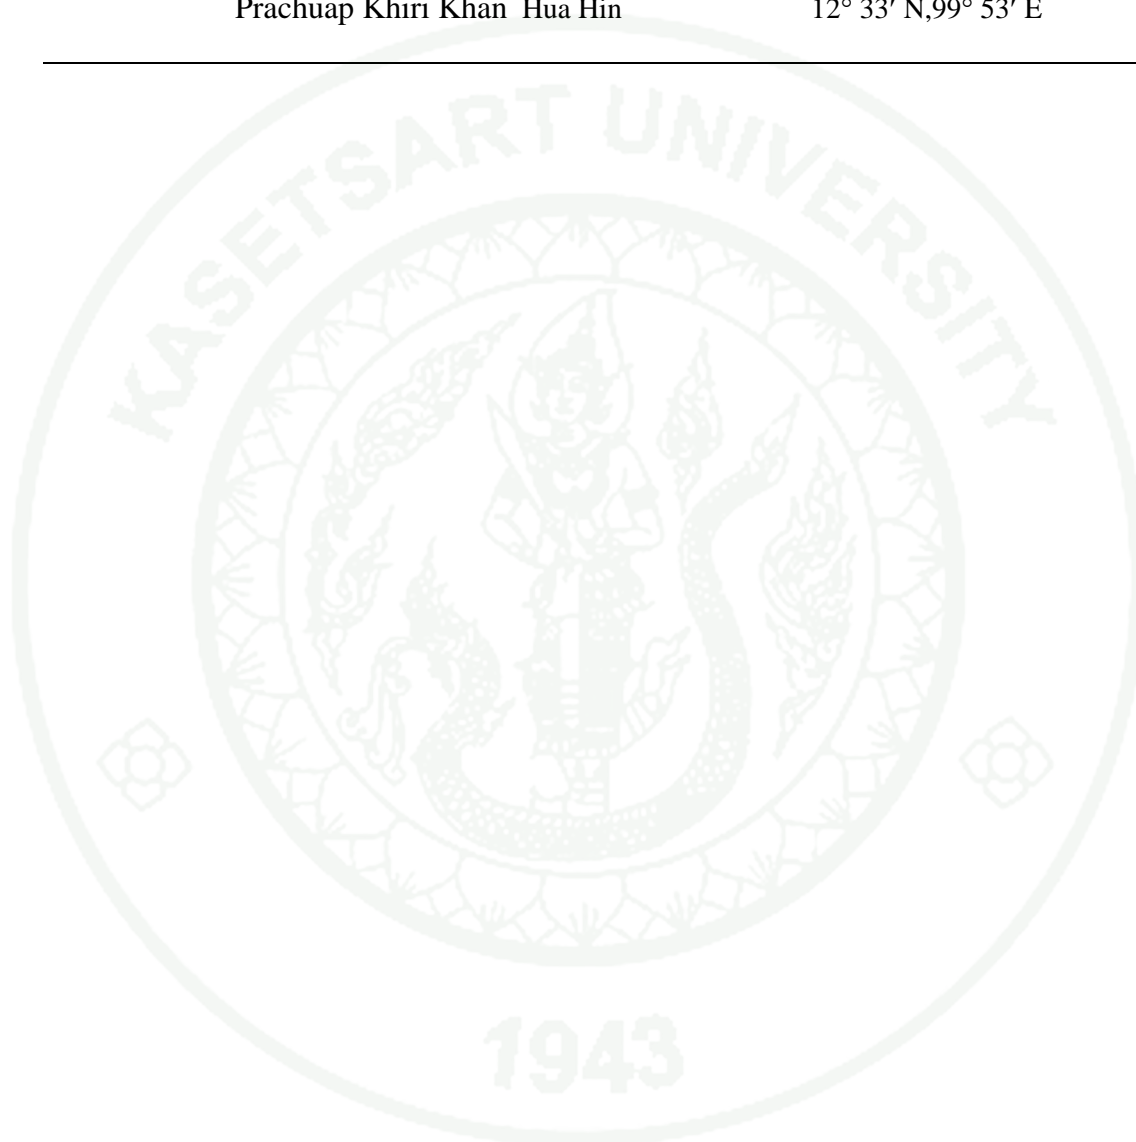 Prachuap Khiri Khan Hua Hin 12° 33′ N,99° 53′ E
KASETSART UNIVERSITY
1943